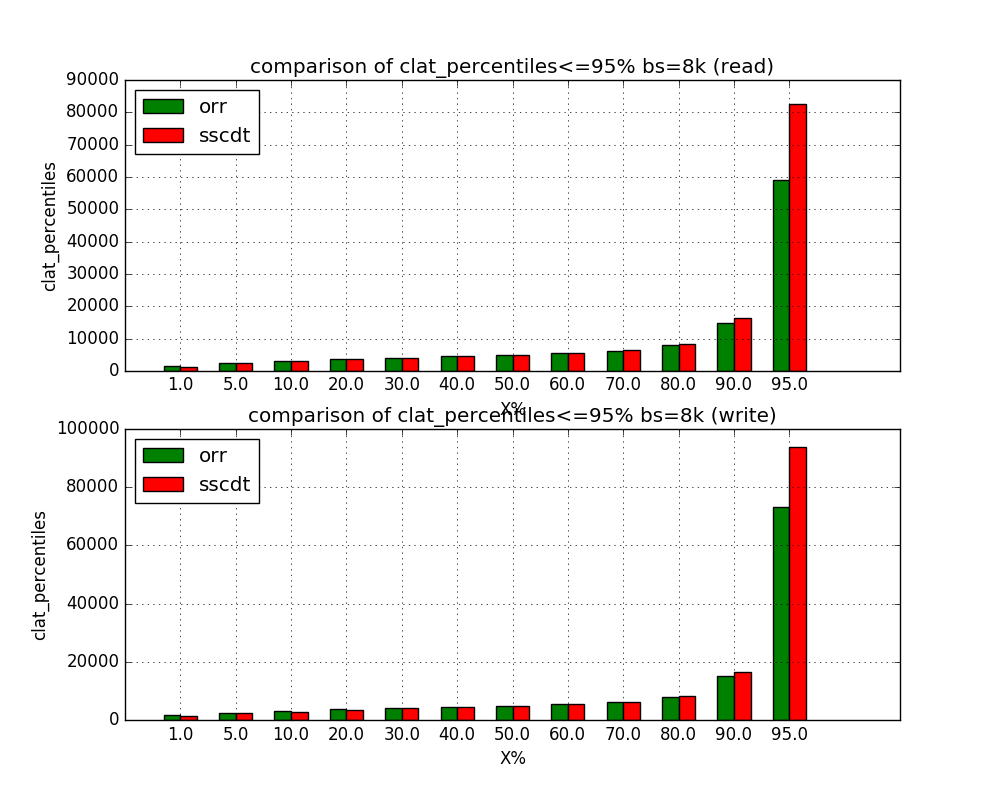 comparison of clat_percentiles<=95% bs=8k (read)
90000
80000
70000
60000
50000
40000
30000
20000
10000
0
clat_percentiles
orr
sscdt
1.0 5.0 10.0 20.0 30.0 40.0 50.0 60.0 70.0 80.0 90.0 95.0
X%
comparison of clat_percentiles<=95% bs=8k (write)
100000
80000
60000
40000
20000
0
clat_percentiles
orr
sscdt
1.0 5.0 10.0 20.0 30.0 40.0 50.0 60.0 70.0 80.0 90.0 95.0
X%